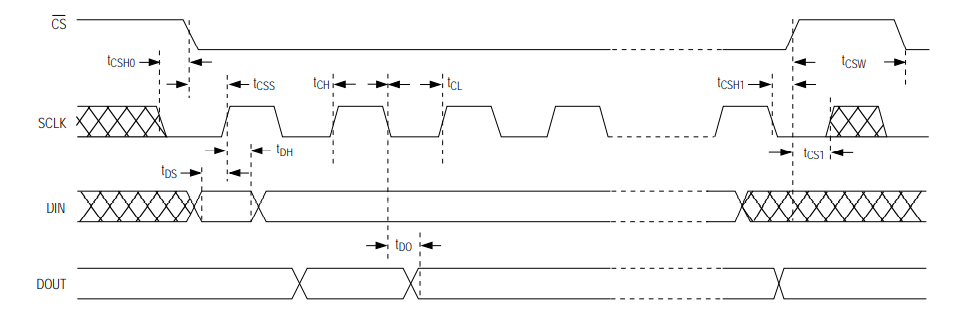 CS
tCSH0
tCSS
tCH
tCL
tCSH1
tCSW
SCLK
tDH
tCS1
tDS
DIN
tDO
DOUT